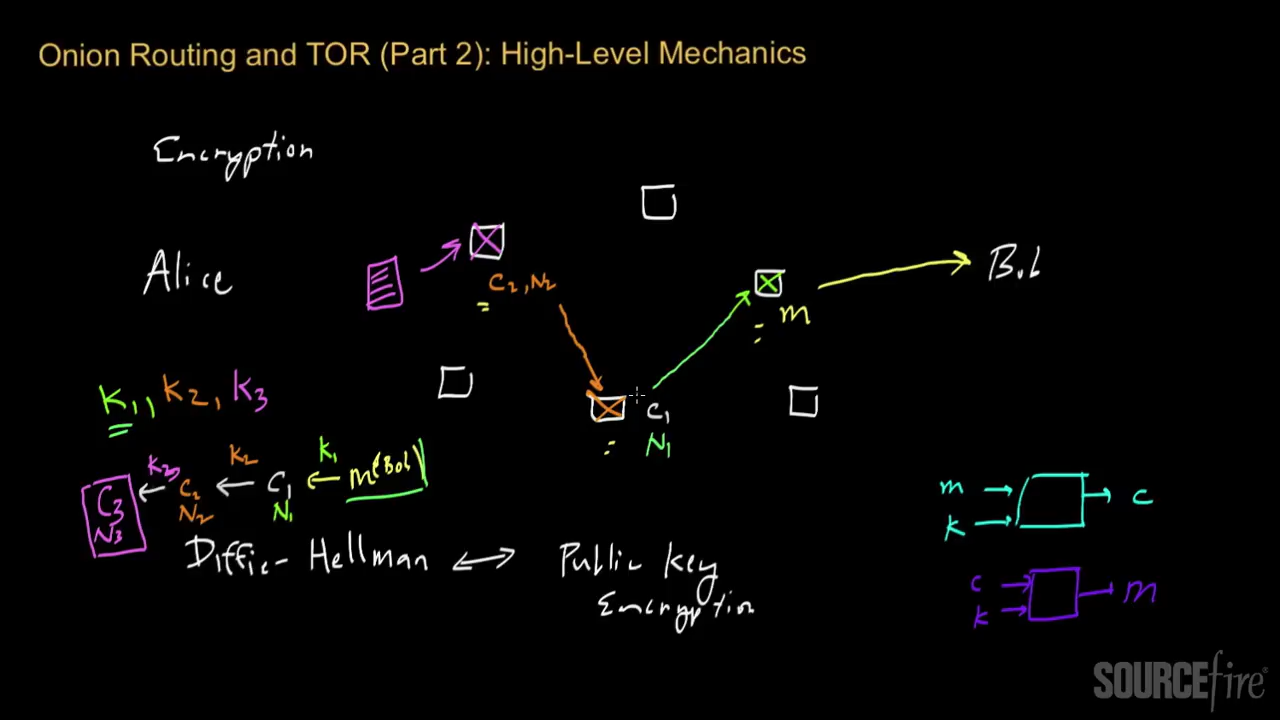 Onion Routing and TOR (Part 2): High-Level Mechanics
Encryption
Alice
Bob
C2, N2
m
K1, K2, K3
C1
N1
K3 K2 K1
C3 C2 C1 m (Bob)
N3 N2 N1
Diffie-Hellman ↔ Public Key
Encryption
m
k
c
c
k
m
SOURCEfire